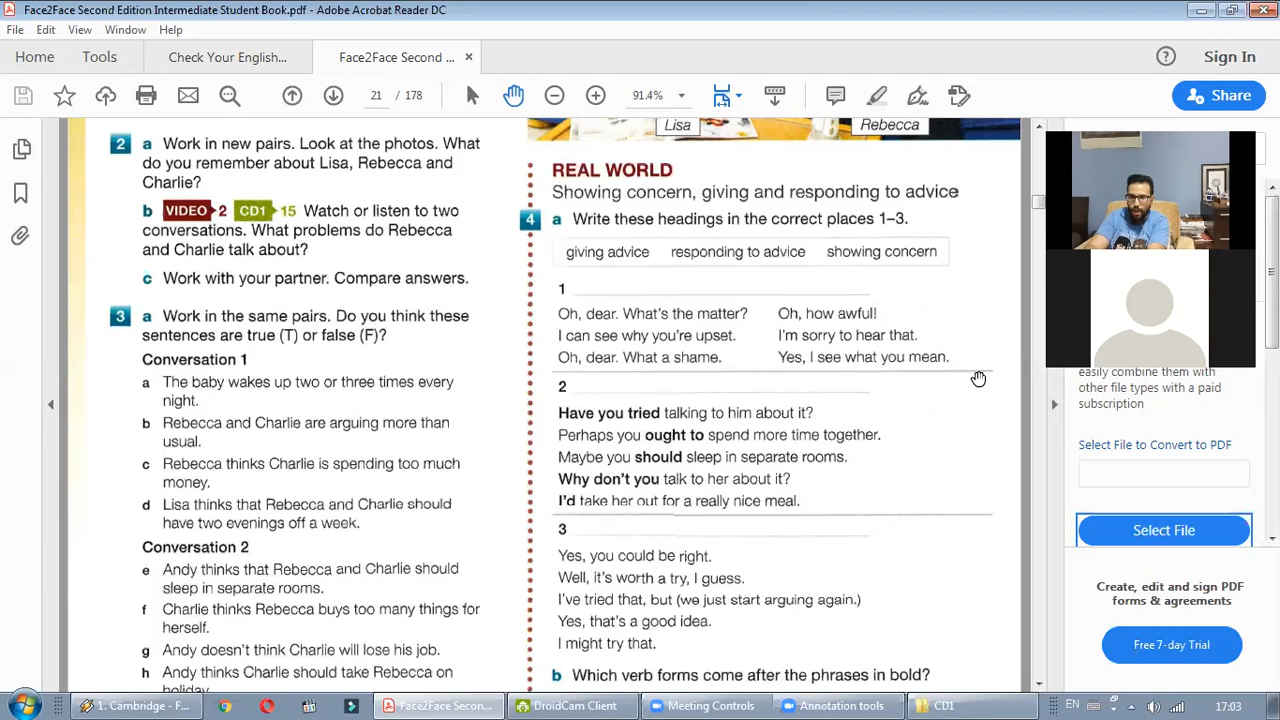 Face2Face Second Edition Intermediate Student Book.pdf - Adobe Acrobat Reader DC
File Edit View Window Help
Home Tools Check Your English... Face2Face Second ... × Sign In
21 / 178 91.4% Share
2 a Work in new pairs. Look at the photos. What
do you remember about Lisa, Rebecca and
Charlie?
b VIDEO 2 CD1 15 Watch or listen to two
conversations. What problems do Rebecca
and Charlie talk about?
c Work with your partner. Compare answers.
3 a Work in the same pairs. Do you think these
sentences are true (T) or false (F)?
Conversation 1
a The baby wakes up two or three times every
night.
b Rebecca and Charlie are arguing more than
usual.
c Rebecca thinks Charlie is spending too much
money.
d Lisa thinks that Rebecca and Charlie should
have two evenings off a week.
Conversation 2
e Andy thinks that Rebecca and Charlie should
sleep in separate rooms.
f Charlie thinks Rebecca buys too many things for
herself.
g Andy doesn't think Charlie will lose his job.
h Andy thinks Charlie should take Rebecca on
holiday.
Lisa Rebecca
REAL WORLD
Showing concern, giving and responding to advice
4 a Write these headings in the correct places 1–3.
giving advice responding to advice showing concern
1
Oh, dear. What's the matter? Oh, how awful!
I can see why you're upset. I'm sorry to hear that.
Oh, dear. What a shame. Yes, I see what you mean.
2
Have you tried talking to him about it?
Perhaps you ought to spend more time together.
Maybe you should sleep in separate rooms.
Why don't you talk to her about it?
I'd take her out for a really nice meal.
3
Yes, you could be right.
Well, it's worth a try, I guess.
I've tried that, but (we just start arguing again.)
Yes, that's a good idea.
I might try that.
b Which verb forms come after the phrases in bold?
easily combine them with
other file types with a paid
subscription
Select File to Convert to PDF
Select File
Create, edit and sign PDF
forms & agreements
Free 7-day Trial
1. Cambridge - F... Face2Face Secon... DroidCam Client Meeting Controls Annotation tools CD1 EN 17:03